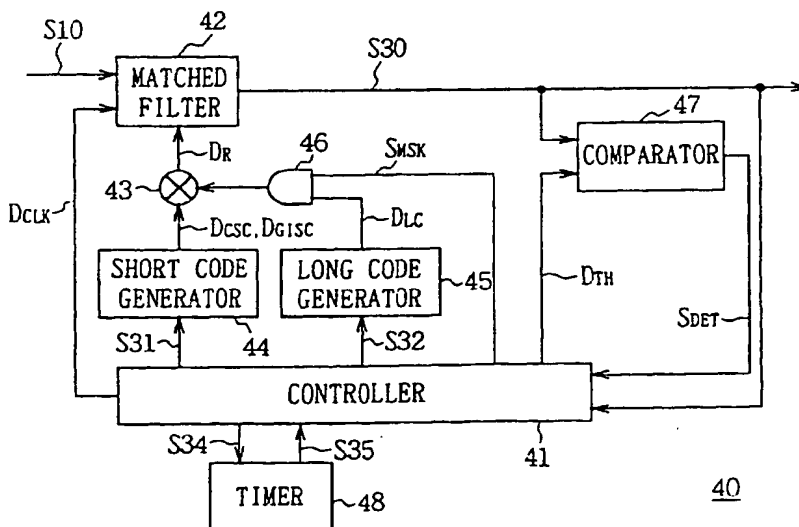 S10
42
MATCHED
FILTER
S30
47
COMPARATOR
DR
46
SMSK
43
DCLK
DCSC, DGISC
DLC
SHORT CODE
GENERATOR
LONG CODE
GENERATOR
45
DTH
SDET
S31
44
S32
CONTROLLER
41
S34
S35
TIMER
48
40